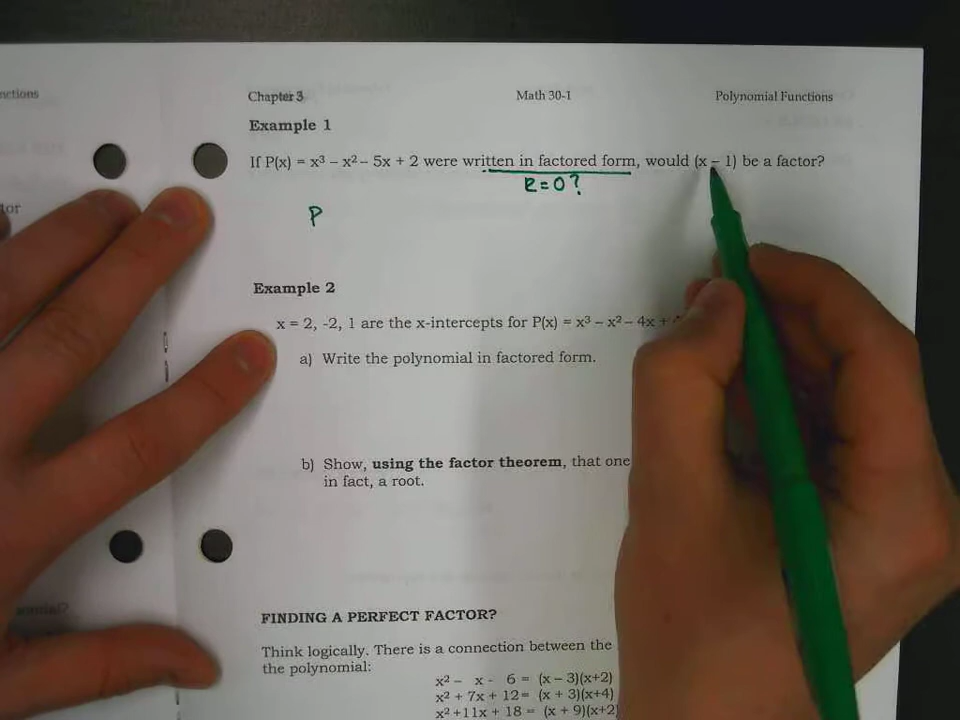 nctions
Chapter 3 Math 30-1 Polynomial Functions
Example 1
If P(x) = x³ – x² – 5x + 2 were written in factored form, would (x – 1) be a factor?
R=0?
tor
P
Example 2
x = 2, -2, 1 are the x-intercepts for P(x) = x³ – x² – 4x +
a) Write the polynomial in factored form.
b) Show, using the factor theorem, that one
in fact, a root.
FINDING A PERFECT FACTOR?
Think logically. There is a connection between the
the polynomial:
x² – x - 6 = (x – 3)(x+2)
x² + 7x + 12 = (x + 3)(x+4)
x² +11x + 18 = (x + 9)(x+2)